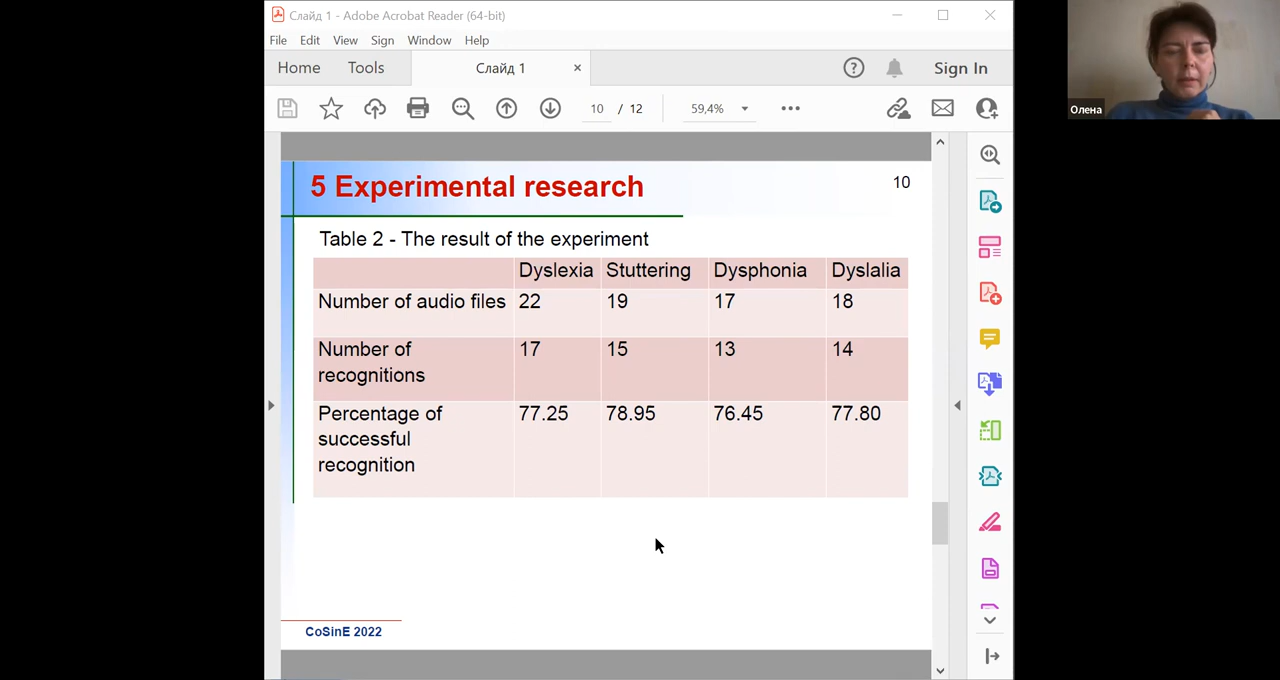 Слайд 1 - Adobe Acrobat Reader (64-bit)
File Edit View Sign Window Help
Home Tools Слайд 1 × Sign In
10 / 12 59,4%
5 Experimental research 10
Table 2 - The result of the experiment
Dyslexia Stuttering Dysphonia Dyslalia
Number of audio files 22 19 17 18
Number of 17 15 13 14
recognitions
Percentage of 77.25 78.95 76.45 77.80
successful
recognition
CoSinE 2022
Олена